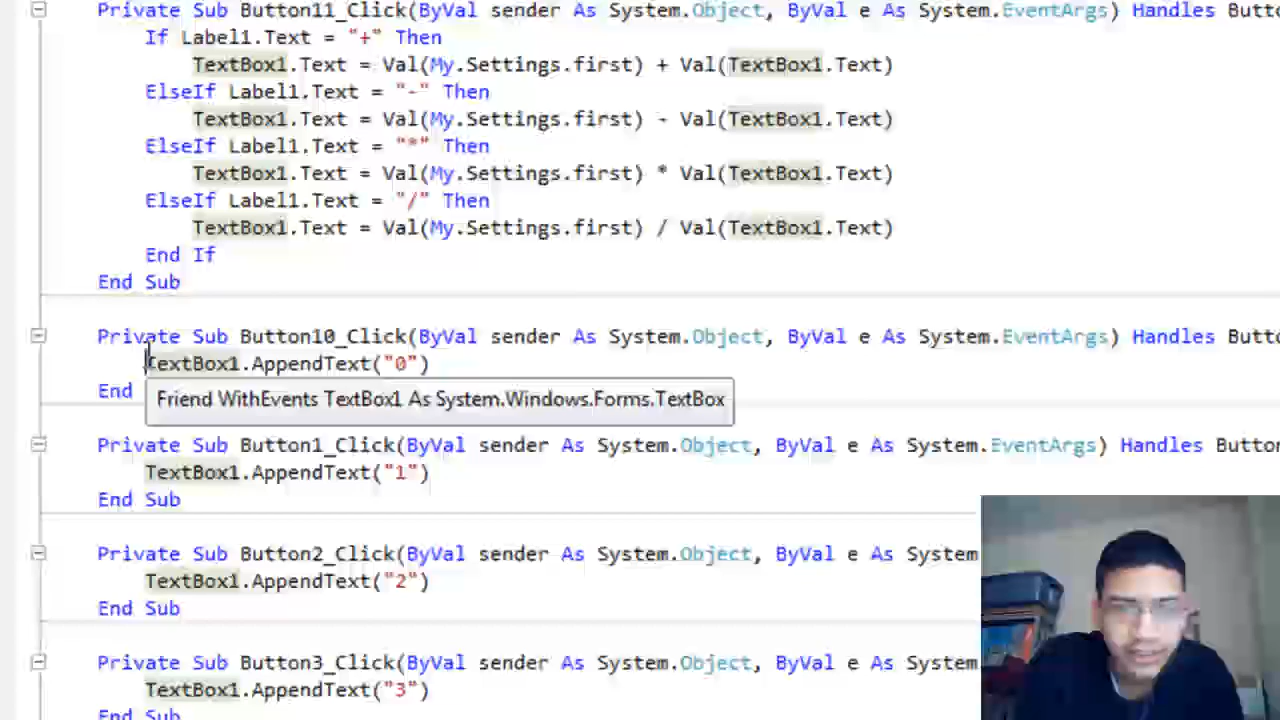 Private Sub Button11_Click(ByVal sender As System.Object, ByVal e As System.EventArgs) Handles Butto
If Label1.Text = "+" Then
TextBox1.Text = Val(My.Settings.first) + Val(TextBox1.Text)
ElseIf Label1.Text = "-" Then
TextBox1.Text = Val(My.Settings.first) - Val(TextBox1.Text)
ElseIf Label1.Text = "*" Then
TextBox1.Text = Val(My.Settings.first) * Val(TextBox1.Text)
ElseIf Label1.Text = "/" Then
TextBox1.Text = Val(My.Settings.first) / Val(TextBox1.Text)
End If
End Sub
Private Sub Button10_Click(ByVal sender As System.Object, ByVal e As System.EventArgs) Handles Butto
TextBox1.AppendText("0")
End
Friend WithEvents TextBox1 As System.Windows.Forms.TextBox
Private Sub Button1_Click(ByVal sender As System.Object, ByVal e As System.EventArgs) Handles Button
TextBox1.AppendText("1")
End Sub
Private Sub Button2_Click(ByVal sender As System.Object, ByVal e As System
TextBox1.AppendText("2")
End Sub
Private Sub Button3_Click(ByVal sender As System.Object, ByVal e As System
TextBox1.AppendText("3")
End Sub